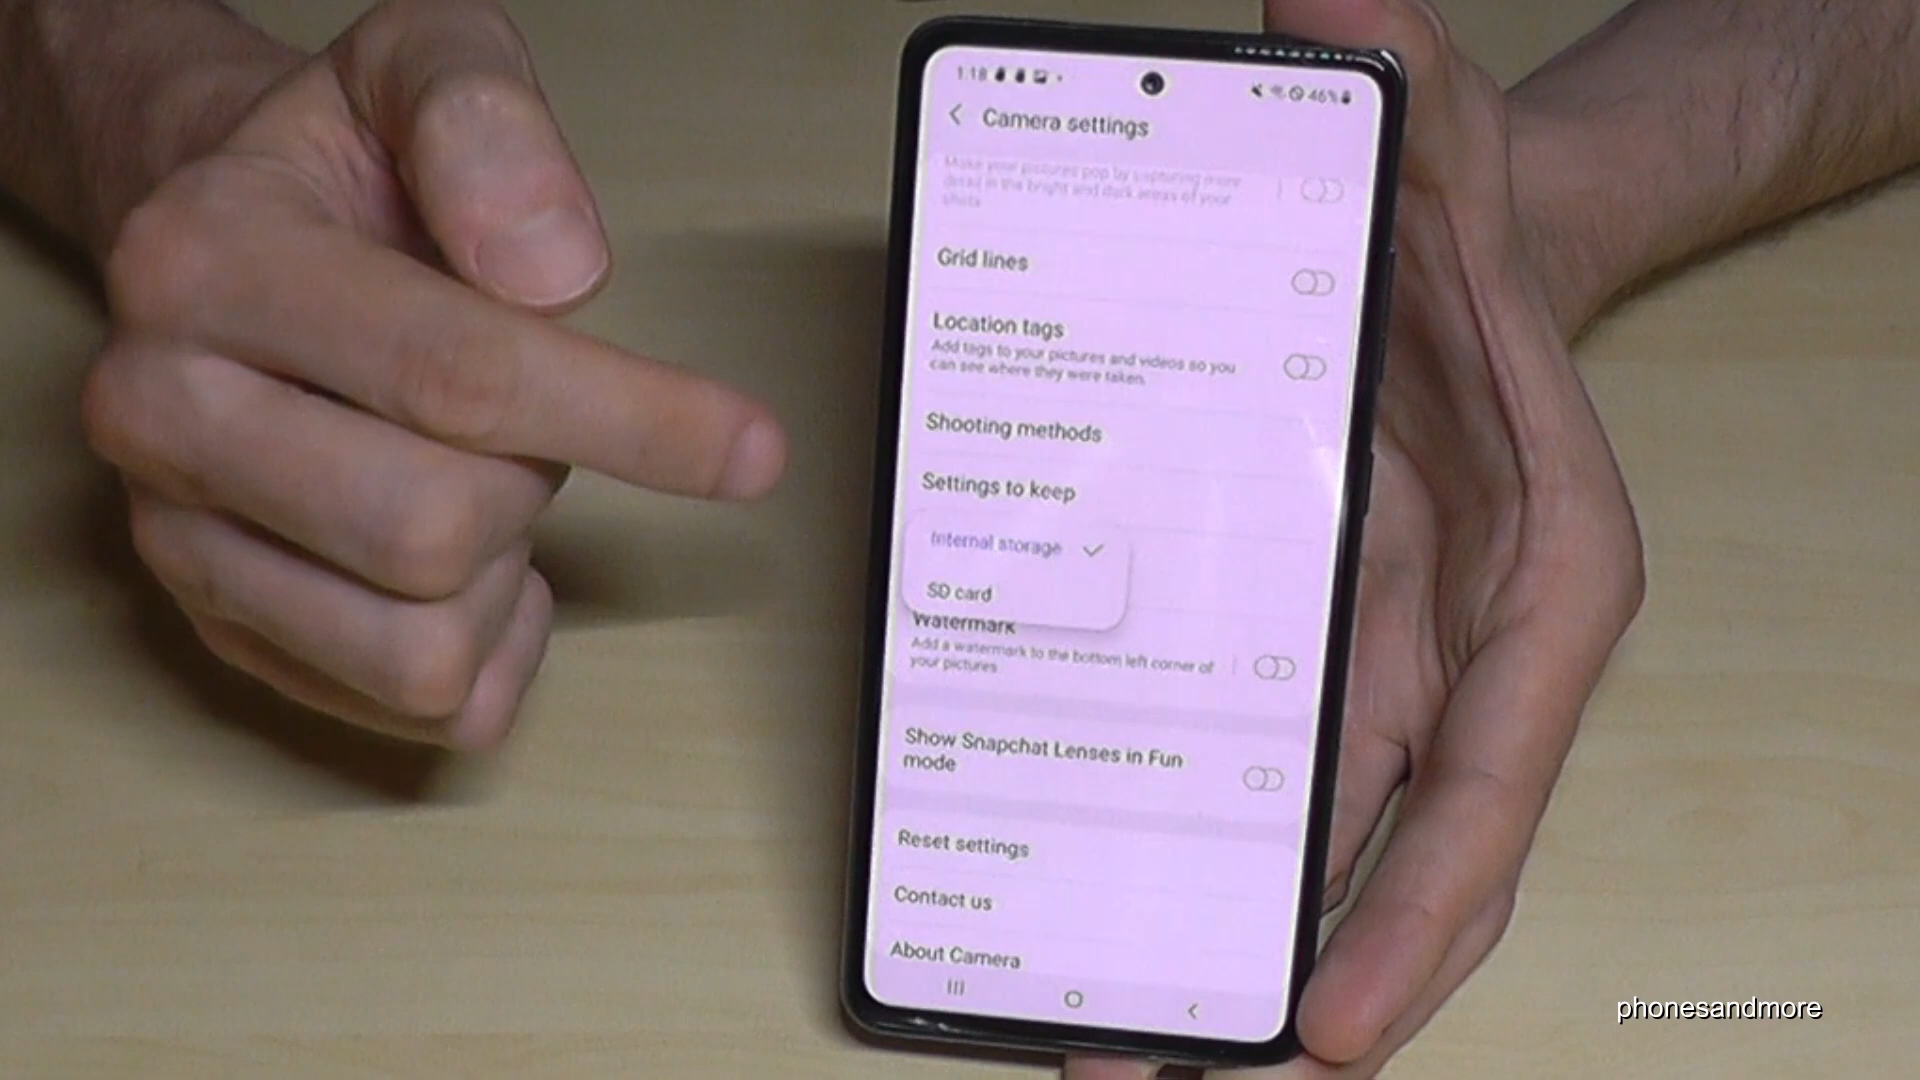 1:18
46%
Camera settings
Make your pictures pop by capturing more
detail in the bright and dark areas of your
shots.
Grid lines
Location tags
Add tags to your pictures and videos so you
can see where they were taken.
Shooting methods
Settings to keep
Internal storage
SD card
Watermark
Add a watermark to the bottom left corner of
your pictures.
Show Snapchat Lenses in Fun
mode
Reset settings
Contact us
About Camera
phonesandmore